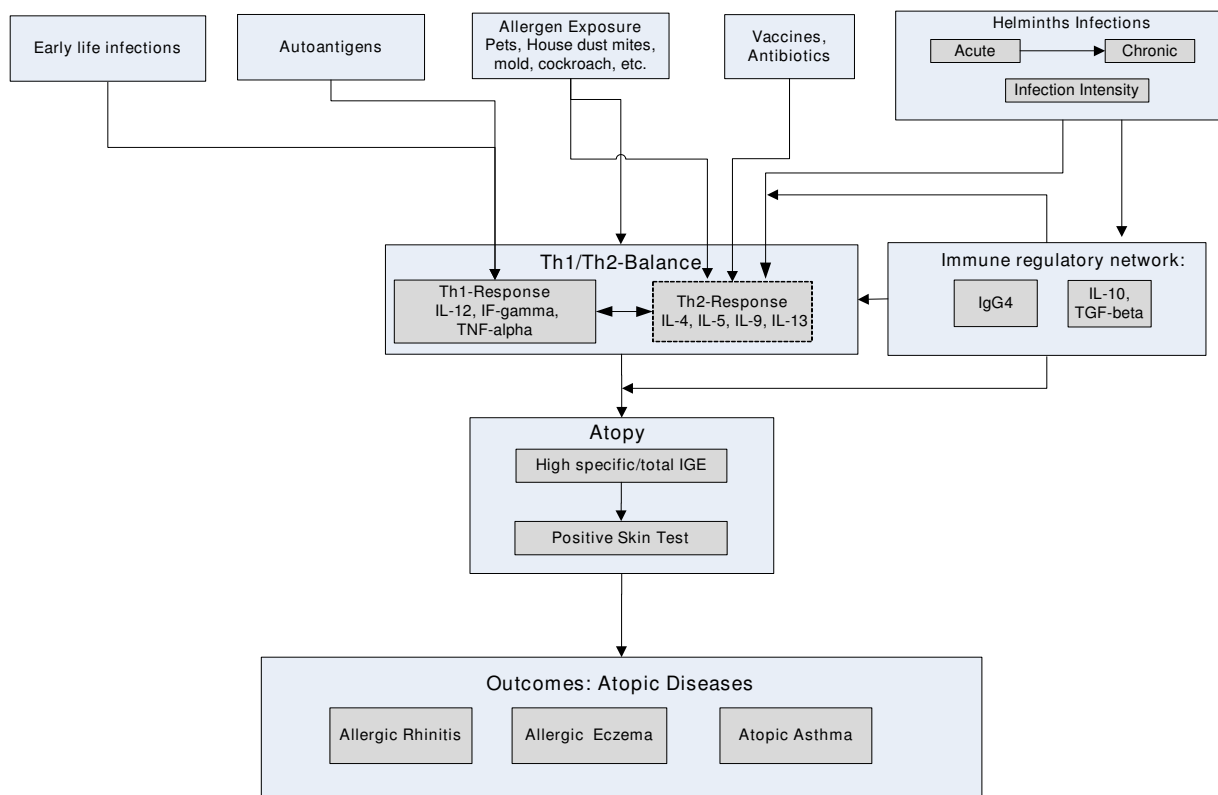 Early life infections
Autoantigens
Allergen Exposure
Pets, House dust mites,
mold, cockroach, etc.
Vaccines,
Antibiotics
Helminths Infections
Acute
Chronic
Infection Intensity
Th1/Th2-Balance
Th1-Response
IL-12, IF-gamma,
TNF-alpha
Th2-Response
IL-4, IL-5, IL-9, IL-13
Immune regulatory network:
IgG4
IL-10,
TGF-beta
Atopy
High specific/total IGE
Positive Skin Test
Outcomes: Atopic Diseases
Allergic Rhinitis
Allergic Eczema
Atopic Asthma